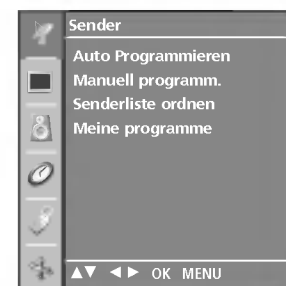 Sender
Auto Programmieren
Manuell programm.
Senderliste ordnen
Meine programme
▲▼ ◄► OK MENU